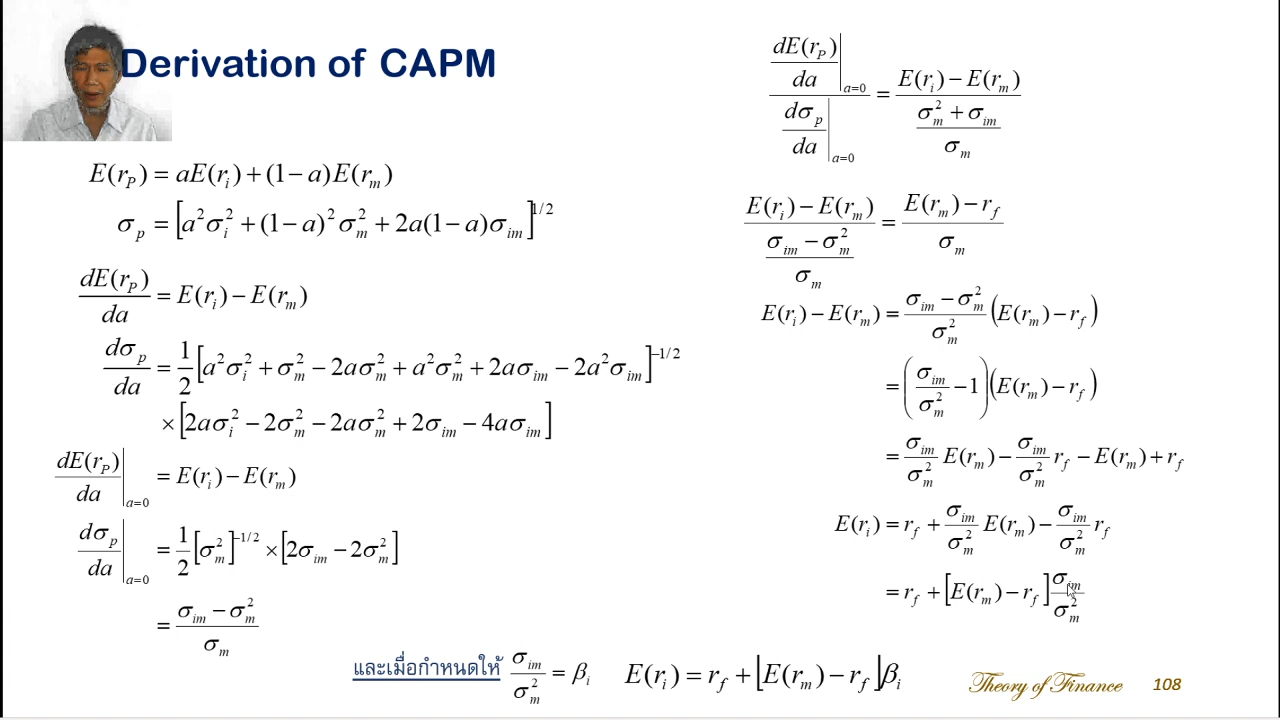 Derivation of CAPM
E(r_P) = aE(r_i) + (1 − a)E(r_m)
σ_p = [a²σ_i² + (1 − a)²σ_m² + 2a(1 − a)σ_im]^{1/2}
dE(r_P)/da = E(r_i) − E(r_m)
dσ_p/da = 1/2 [a²σ_i² + σ_m² − 2aσ_m² + a²σ_m² + 2aσ_im − 2a²σ_im]^{−1/2}
× [2aσ_i² − 2σ_m² − 2aσ_m² + 2σ_im − 4aσ_im]
dE(r_P)/da |_{a=0} = E(r_i) − E(r_m)
dσ_p/da |_{a=0} = 1/2 [σ_m²]^{−1/2} × [2σ_im − 2σ_m²]
= (σ_im − σ_m²)/σ_m
(dE(r_P)/da |_{a=0})/(dσ_p/da |_{a=0}) = (E(r_i) − E(r_m))/((σ_m² + σ_im)/σ_m)
(E(r_i) − E(r_m))/((σ_im − σ_m²)/σ_m) = (E(r_m) − r_f)/σ_m
E(r_i) − E(r_m) = (σ_im − σ_m²)/σ_m² (E(r_m) − r_f)
= (σ_im/σ_m² − 1)(E(r_m) − r_f)
= σ_im/σ_m² E(r_m) − σ_im/σ_m² r_f − E(r_m) + r_f
E(r_i) = r_f + σ_im/σ_m² E(r_m) − σ_im/σ_m² r_f
= r_f + [E(r_m) − r_f] σ_im/σ_m²
และเมื่อกำหนดให้ σ_im/σ_m² = β_i E(r_i) = r_f + [E(r_m) − r_f]β_i
Theory of Finance 108